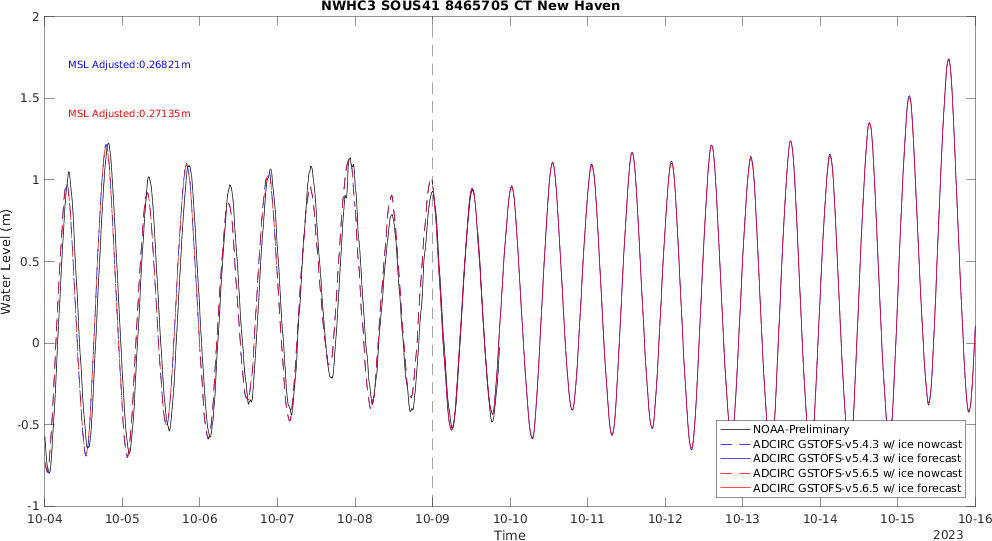 NWHC3 SOUS41 8465705 CT New Haven
2
1.5
1
0.5
0
-0.5
-1
Water Level (m)
MSL Adjusted:0.26821m
MSL Adjusted:0.27135m
NOAA-Preliminary
ADCIRC GSTOFS-v5.4.3 w/ ice nowcast
ADCIRC GSTOFS-v5.4.3 w/ ice forecast
ADCIRC GSTOFS-v5.6.5 w/ ice nowcast
ADCIRC GSTOFS-v5.6.5 w/ ice forecast
10-04 10-05 10-06 10-07 10-08 10-09 10-10 10-11 10-12 10-13 10-14 10-15 10-16
Time
2023